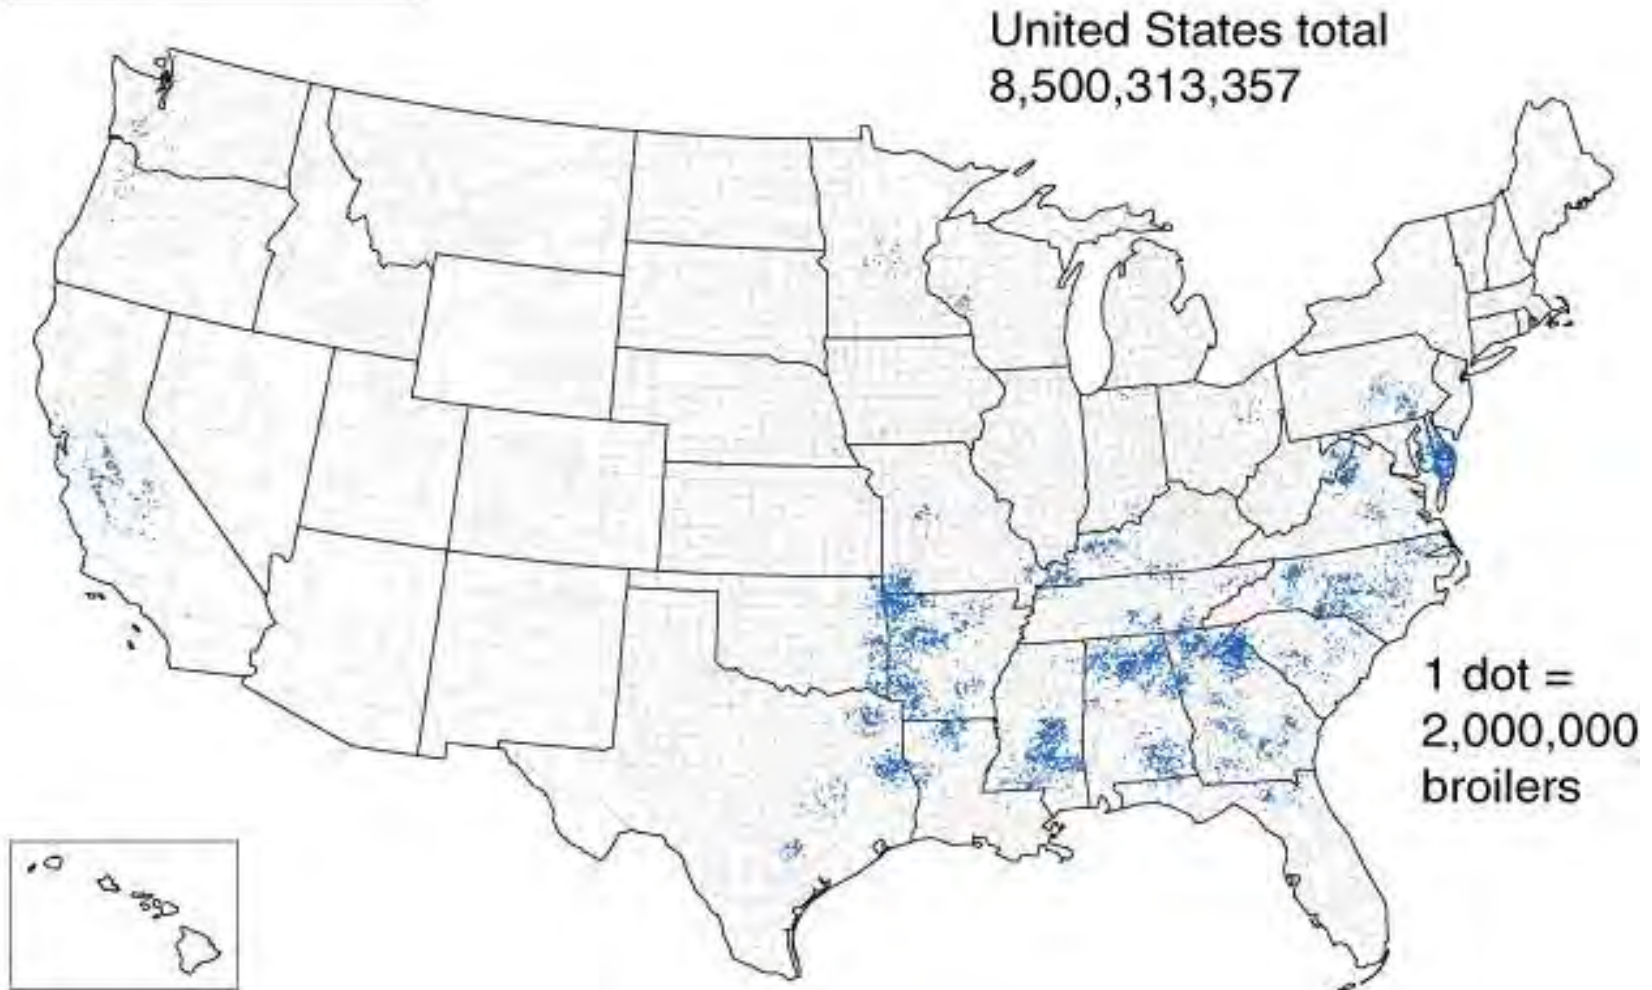 United States total
8,500,313,357
1 dot =
2,000,000
broilers